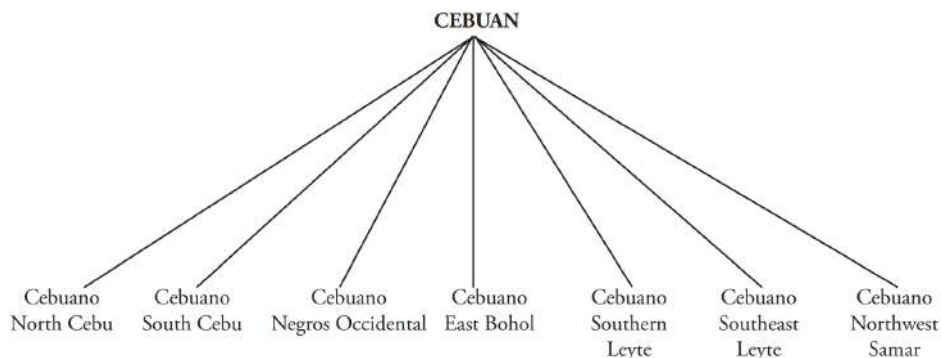 CEBUAN
Cebuano North Cebu
Cebuano South Cebu
Cebuano Negros Occidental
Cebuano East Bohol
Cebuano Southern Leyte
Cebuano Southeast Leyte
Cebuano Northwest Samar